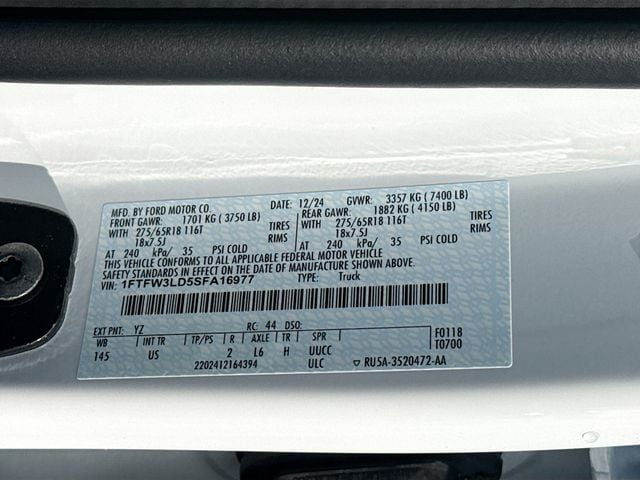 MFD. BY FORD MOTOR CO.
DATE: 12/24 GVWR: 3357 KG ( 7400 LB)
FRONT GAWR: 1701 KG ( 3750 LB) REAR GAWR: 1882 KG ( 4150 LB)
WITH 275/65R18 116T WITH 275/65R18 116T
18x7.5J 18x7.5J
AT 240 kPa/ 35 PSI COLD AT 240 kPa/ 35 PSI COLD
THIS VEHICLE CONFORMS TO ALL APPLICABLE FEDERAL MOTOR VEHICLE
SAFETY STANDARDS IN EFFECT ON THE DATE OF MANUFACTURE SHOWN ABOVE.
VIN: 1FTFW3LD5SFA16977 TYPE: Truck
EXT PNT: YZ RC: 44 DSO: F0118
WB INT TR TP/PS R AXLE TR SPR T0700
145 US 2 L6 H UUCC
2202412164394 ULC ▽ RU5A-3520472-AA